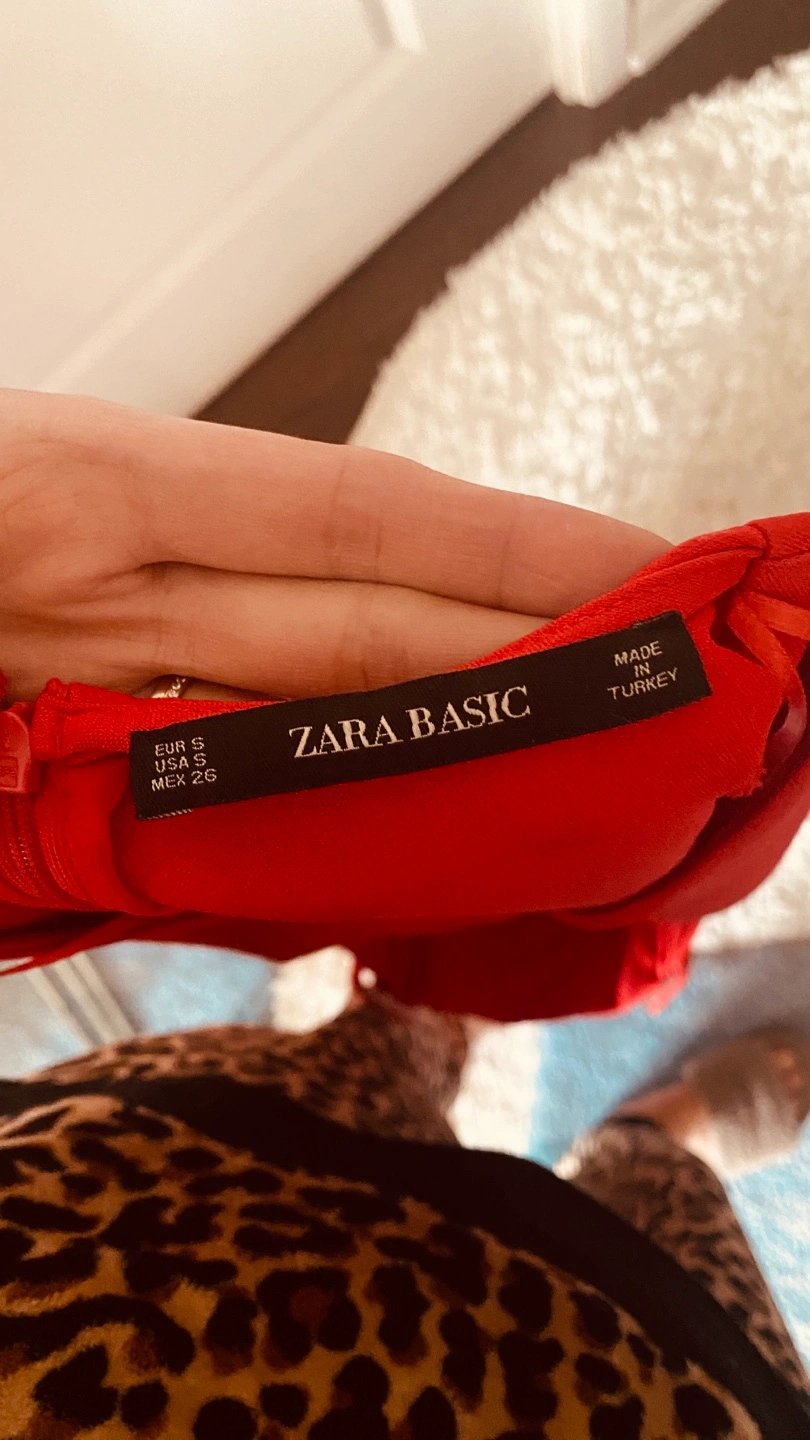 EUR S
USA S
MEX 26
ZARA BASIC
MADE
IN
TURKEY